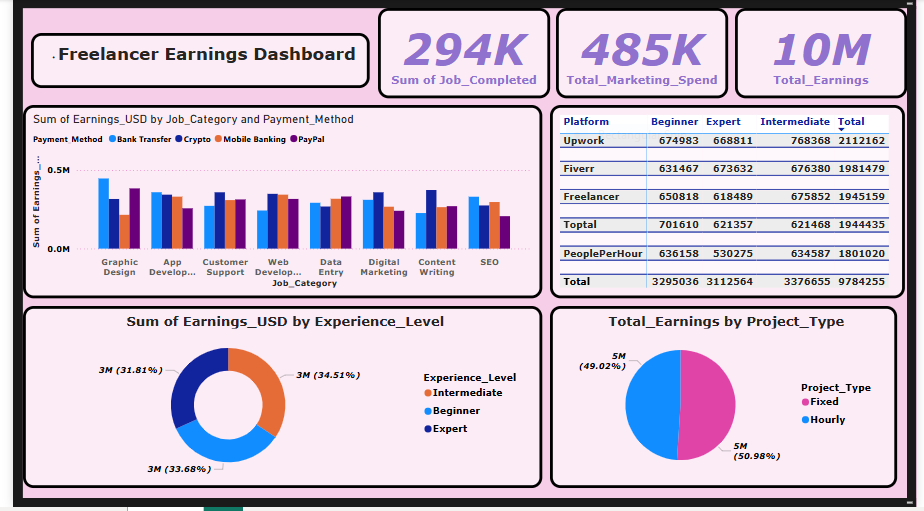 .Freelancer Earnings Dashboard
294K
Sum of Job_Completed
485K
Total_Marketing_Spend
10M
Total_Earnings
Sum of Earnings_USD by Job_Category and Payment_Method
Payment_Method Bank Transfer Crypto Mobile Banking PayPal
Sum of Earnings_...
0.5M
0.0M
Graphic Design
App Develop...
Customer Support
Web Develop...
Data Entry
Digital Marketing
Content Writing
SEO
Job_Category
Platform Beginner Expert Intermediate Total
Upwork 674983 668811 768368 2112162
Fiverr 631467 673632 676380 1981479
Freelancer 650818 618489 675852 1945159
Toptal 701610 621357 621468 1944435
PeoplePerHour 636158 530275 634587 1801020
Total 3295036 3112564 3376655 9784255
Sum of Earnings_USD by Experience_Level
3M (31.81%)
3M (34.51%)
3M (33.68%)
Experience_Level
Intermediate
Beginner
Expert
Total_Earnings by Project_Type
5M
(49.02%)
5M
(50.98%)
Project_Type
Fixed
Hourly